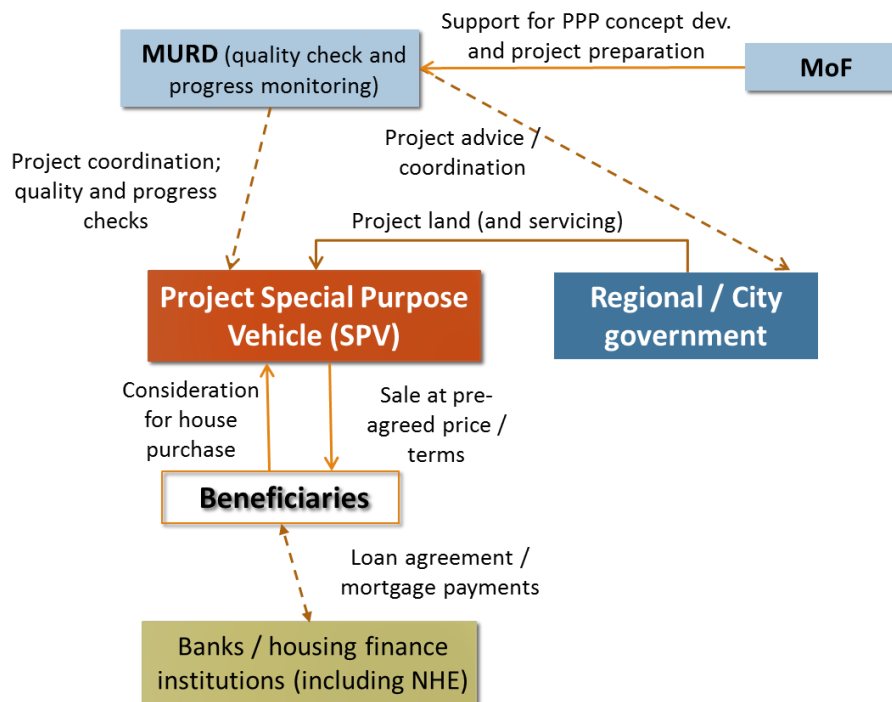 Support for PPP concept dev.
and project preparation
MURD (quality check and
progress monitoring)
MoF
Project advice /
coordination
Project coordination;
quality and progress
checks
Project land (and servicing)
Project Special Purpose
Vehicle (SPV)
Regional / City
government
Consideration
for house
purchase
Sale at pre-
agreed price /
terms
Beneficiaries
Loan agreement /
mortgage payments
Banks / housing finance
institutions (including NHE)